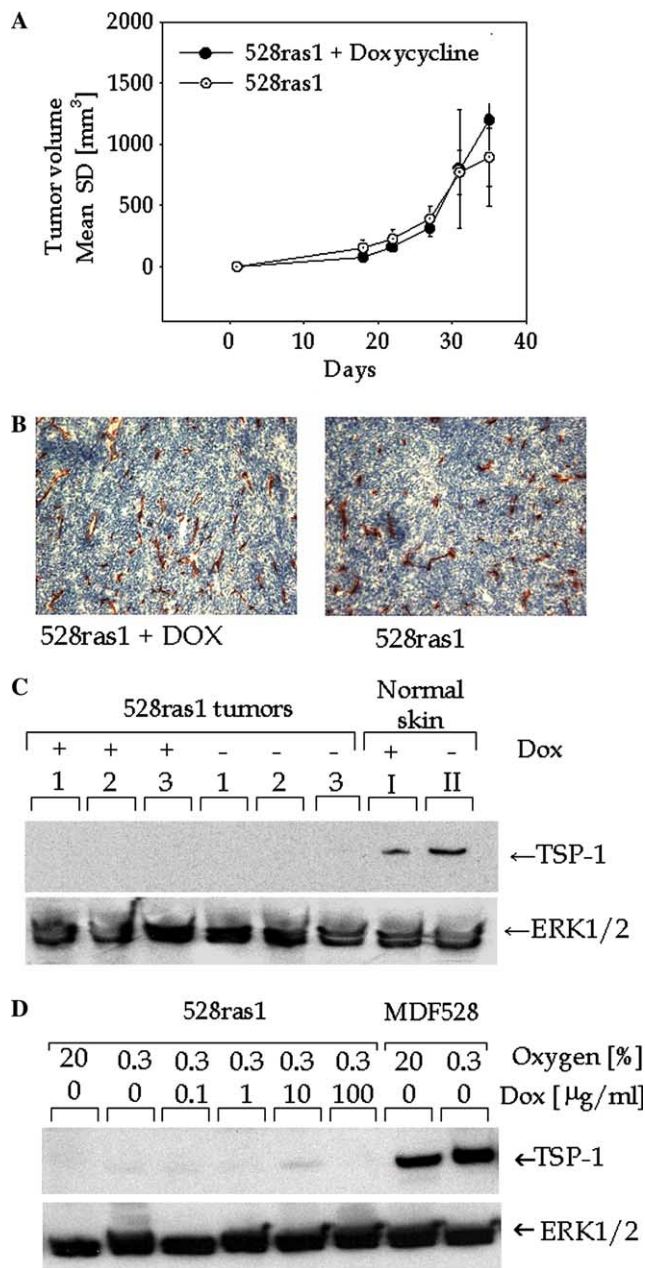 A
2000
1500
1000
500
0
Tumor volume
Mean SD [mm³]
528ras1 + Doxycycline
528ras1
0 10 20 30 40
Days
B
528ras1 + DOX
528ras1
C
528ras1 tumors
Normal
skin
+ + + - - - + - Dox
1 2 3 1 2 3 I II
←TSP-1
←ERK1/2
D
528ras1
MDF528
20 0.3 0.3 0.3 0.3 0.3 20 0.3 Oxygen [%]
0 0 0.1 1 10 100 0 0 Dox [μg/ml]
←TSP-1
←ERK1/2